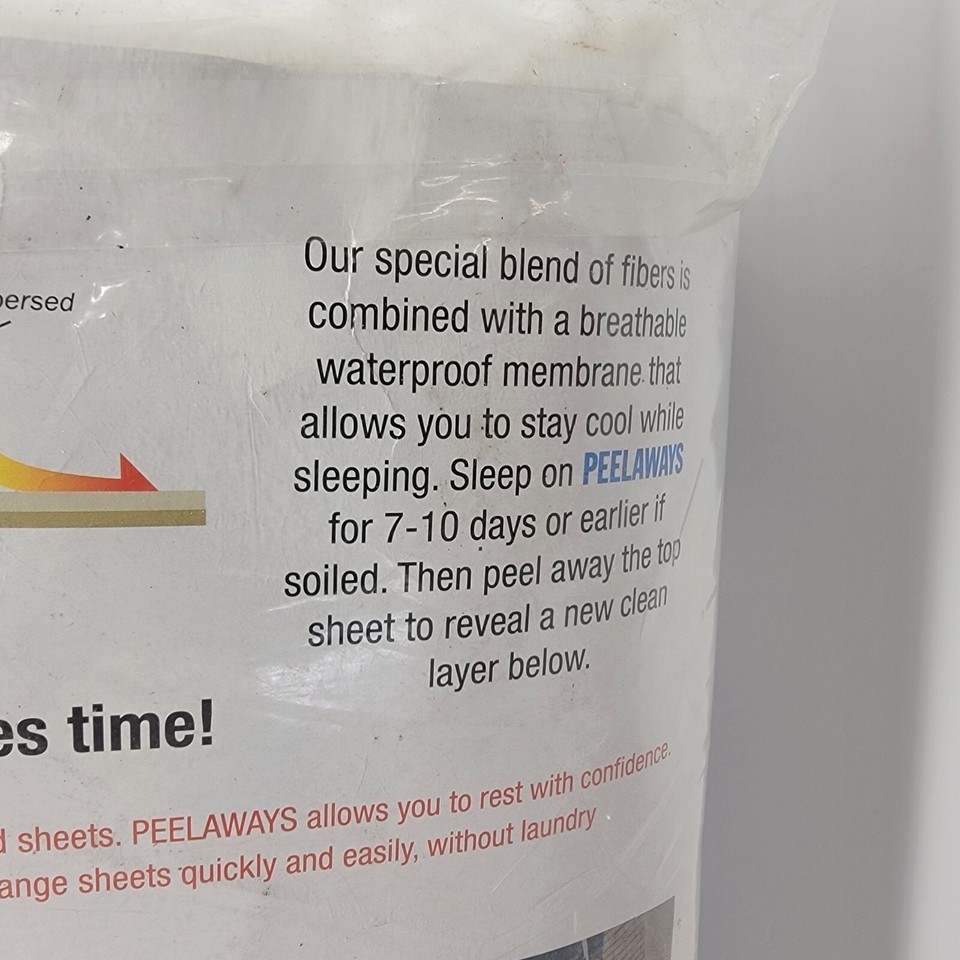 persed
Our special blend of fibers is
combined with a breathable
waterproof membrane that
allows you to stay cool while
sleeping. Sleep on PEELAWAYS
for 7-10 days or earlier if
soiled. Then peel away the top
sheet to reveal a new clean
layer below.
es time!
d sheets. PEELAWAYS allows you to rest with confidence.
ange sheets quickly and easily, without laundry